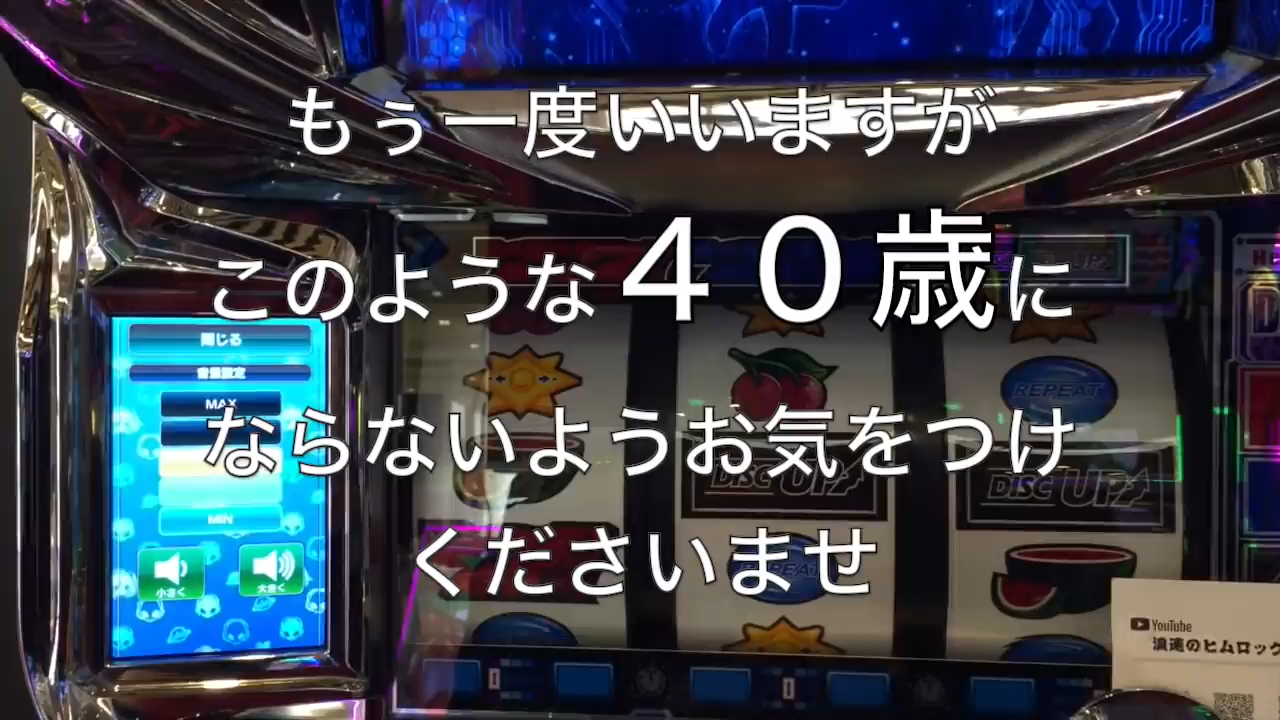 もぅ一度いいますが
このような４０歳に
閉じる
音量設定
MAX
REPEAT
ならないようお気をつけ
DISC UP
DISC UP
MIN
くださいませ
REPEAT
小さく
大きく
YouTube
浪速のヒムロック
0
0